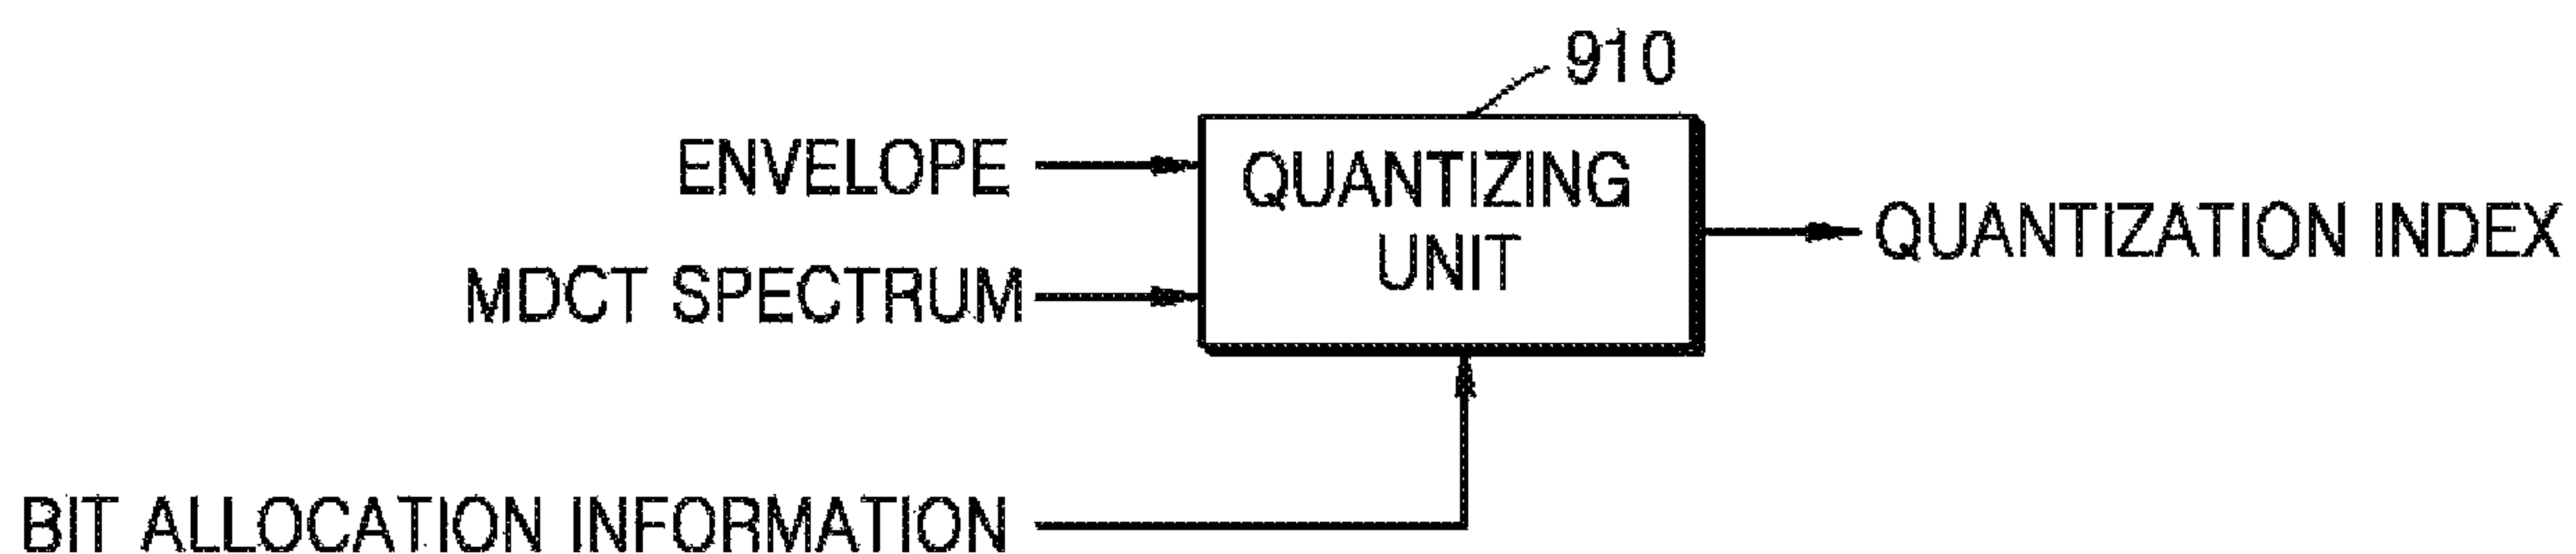 910
ENVELOPE
QUANTIZING
UNIT
QUANTIZATION INDEX
MDCT SPECTRUM
BIT ALLOCATION INFORMATION